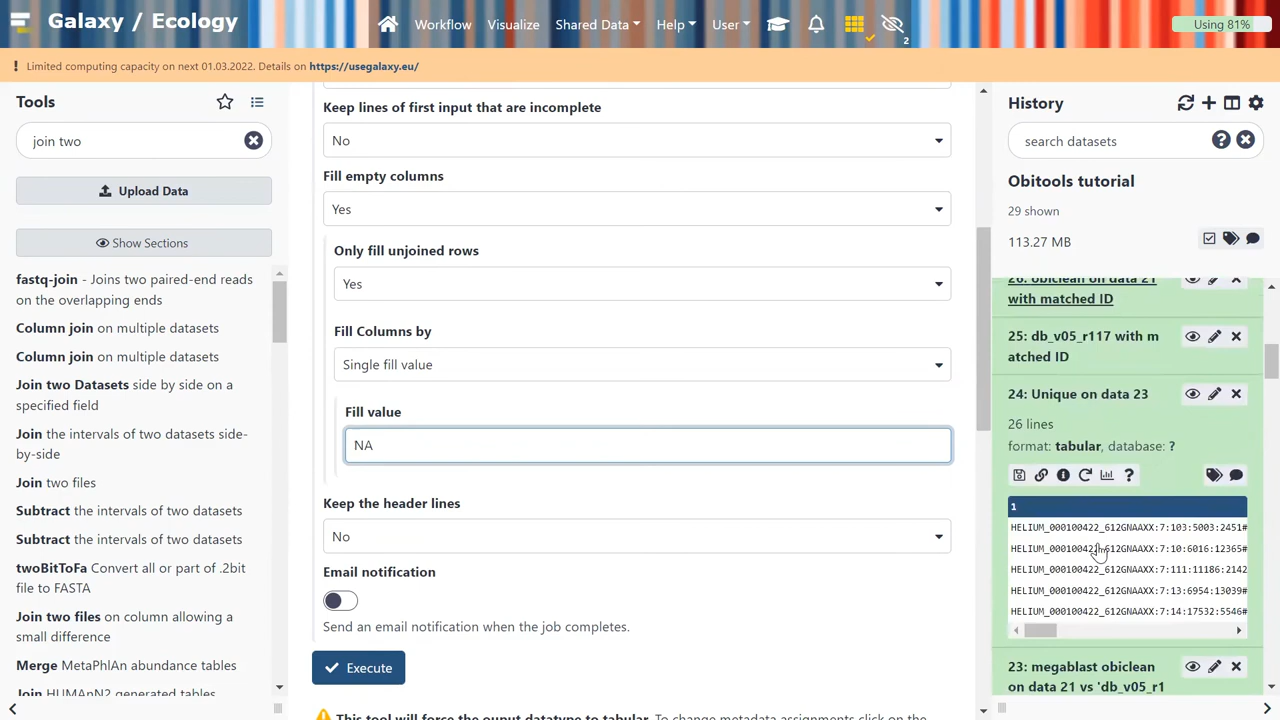 Galaxy / Ecology
Workflow
Visualize
Shared Data
Help
User
2
Using 81%
! Limited computing capacity on next 01.03.2022. Details on https://usegalaxy.eu/
Tools
join two
Upload Data
Show Sections
fastq-join - Joins two paired-end reads
on the overlapping ends
Column join on multiple datasets
Column join on multiple datasets
Join two Datasets side by side on a
specified field
Join the intervals of two datasets side-
by-side
Join two files
Subtract the intervals of two datasets
Subtract the intervals of two datasets
twoBitToFa Convert all or part of .2bit
file to FASTA
Join two files on column allowing a
small difference
Merge MetaPhlAn abundance tables
Join HUMAnN2 generated tables
Keep lines of first input that are incomplete
No
Fill empty columns
Yes
Only fill unjoined rows
Yes
Fill Columns by
Single fill value
Fill value
NA
Keep the header lines
No
Email notification
Send an email notification when the job completes.
Execute
This tool will force the ouput datatype to tabular. To change metadata assignments click on the
History
search datasets
Obitools tutorial
29 shown
113.27 MB
26: obiclean on data 21
with matched ID
25: db_v05_r117 with m
atched ID
24: Unique on data 23
26 lines
format: tabular, database: ?
1
HELIUM_000100422_612GNAAXX:7:103:5003:2451#
HELIUM_000100422_612GNAAXX:7:10:6016:12365#
HELIUM_000100422_612GNAAXX:7:111:11186:2142
HELIUM_000100422_612GNAAXX:7:13:6954:13039#
HELIUM_000100422_612GNAAXX:7:14:17532:5546#
23: megablast obiclean
on data 21 vs 'db_v05_r1